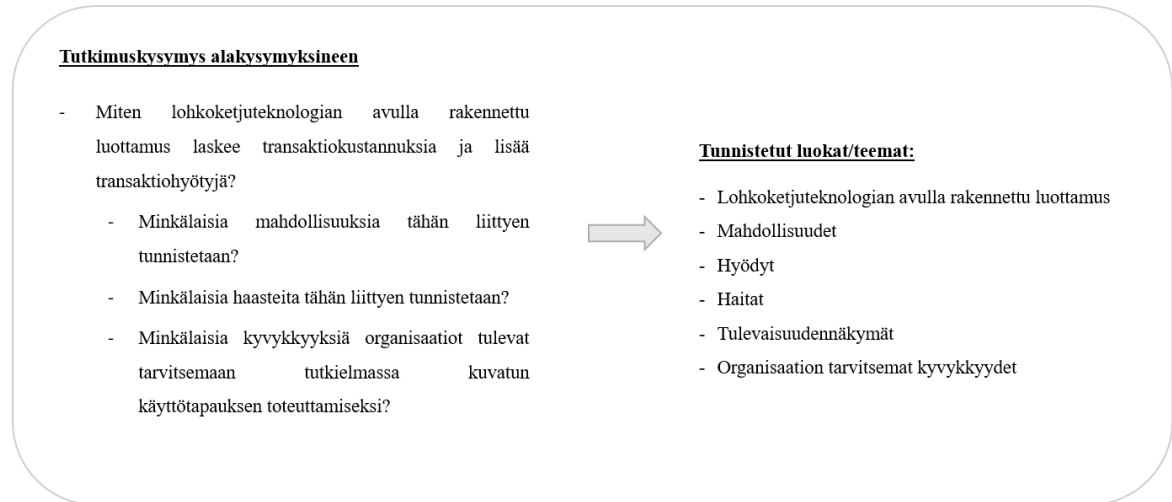 Tutkimuskysymys alakysymyksineen
- Miten lohkoketjuteknologian avulla rakennettu
luottamus laskee transaktiokustannuksia ja lisää
transaktiohyötyjä?
- Minkälaisia mahdollisuuksia tähän liittyen
tunnistetaan?
- Minkälaisia haasteita tähän liittyen tunnistetaan?
- Minkälaisia kyvykkyyksiä organisaatiot tulevat
tarvitsemaan tutkielmassa kuvatun
käyttötapauksen toteuttamiseksi?
Tunnistetut luokat/teemat:
- Lohkoketjuteknologian avulla rakennettu luottamus
- Mahdollisuudet
- Hyödyt
- Haitat
- Tulevaisuudennäkymät
- Organisaation tarvitsemat kyvykkyydet